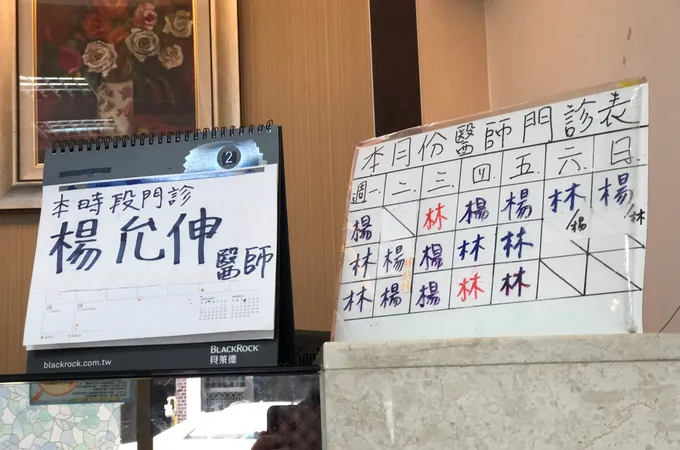 2
本時段門診
楊允伸
醫師
blackrock.com.tw
BLACKROCK
貝萊德
本月份醫師門診表
週一 二 三 四 五 六 日
楊 林 楊 楊 林/楊 楊/林
林 楊 楊 林 林
林 楊 楊 林 林